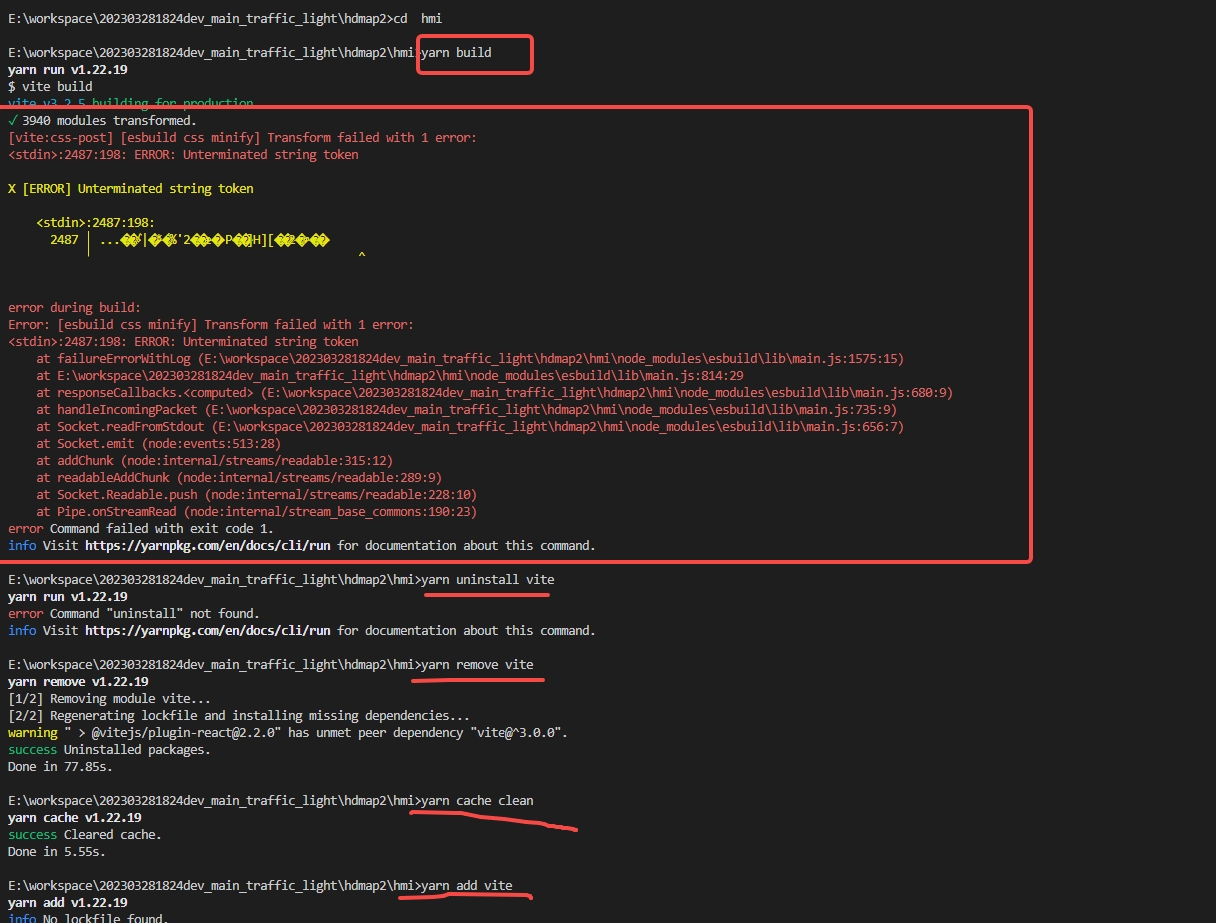 E:\workspace\202303281824dev_main_traffic_light\hdmap2>cd  hmi
E:\workspace\202303281824dev_main_traffic_light\hdmap2\hmi>yarn build
yarn run v1.22.19
$ vite build
vite v3.2.5 building for production
✓ 3940 modules transformed.
[vite:css-post] [esbuild css minify] Transform failed with 1 error:
<stdin>:2487:198: ERROR: Unterminated string token
X [ERROR] Unterminated string token
<stdin>:2487:198:
2487 │ ...
^
error during build:
Error: [esbuild css minify] Transform failed with 1 error:
<stdin>:2487:198: ERROR: Unterminated string token
at failureErrorWithLog (E:\workspace\202303281824dev_main_traffic_light\hdmap2\hmi\node_modules\esbuild\lib\main.js:1575:15)
at E:\workspace\202303281824dev_main_traffic_light\hdmap2\hmi\node_modules\esbuild\lib\main.js:814:29
at responseCallbacks.<computed> (E:\workspace\202303281824dev_main_traffic_light\hdmap2\hmi\node_modules\esbuild\lib\main.js:680:9)
at handleIncomingPacket (E:\workspace\202303281824dev_main_traffic_light\hdmap2\hmi\node_modules\esbuild\lib\main.js:735:9)
at Socket.readFromStdout (E:\workspace\202303281824dev_main_traffic_light\hdmap2\hmi\node_modules\esbuild\lib\main.js:656:7)
at Socket.emit (node:events:513:28)
at addChunk (node:internal/streams/readable:315:12)
at readableAddChunk (node:internal/streams/readable:289:9)
at Socket.Readable.push (node:internal/streams/readable:228:10)
at Pipe.onStreamRead (node:internal/stream_base_commons:190:23)
error Command failed with exit code 1.
info Visit https://yarnpkg.com/en/docs/cli/run for documentation about this command.
E:\workspace\202303281824dev_main_traffic_light\hdmap2\hmi>yarn uninstall vite
yarn run v1.22.19
error Command "uninstall" not found.
info Visit https://yarnpkg.com/en/docs/cli/run for documentation about this command.
E:\workspace\202303281824dev_main_traffic_light\hdmap2\hmi>yarn remove vite
yarn remove v1.22.19
[1/2] Removing module vite...
[2/2] Regenerating lockfile and installing missing dependencies...
warning " > @vitejs/plugin-react@2.2.0" has unmet peer dependency "vite@^3.0.0".
success Uninstalled packages.
Done in 77.85s.
E:\workspace\202303281824dev_main_traffic_light\hdmap2\hmi>yarn cache clean
yarn cache v1.22.19
success Cleared cache.
Done in 5.55s.
E:\workspace\202303281824dev_main_traffic_light\hdmap2\hmi>yarn add vite
yarn add v1.22.19
info No lockfile found.